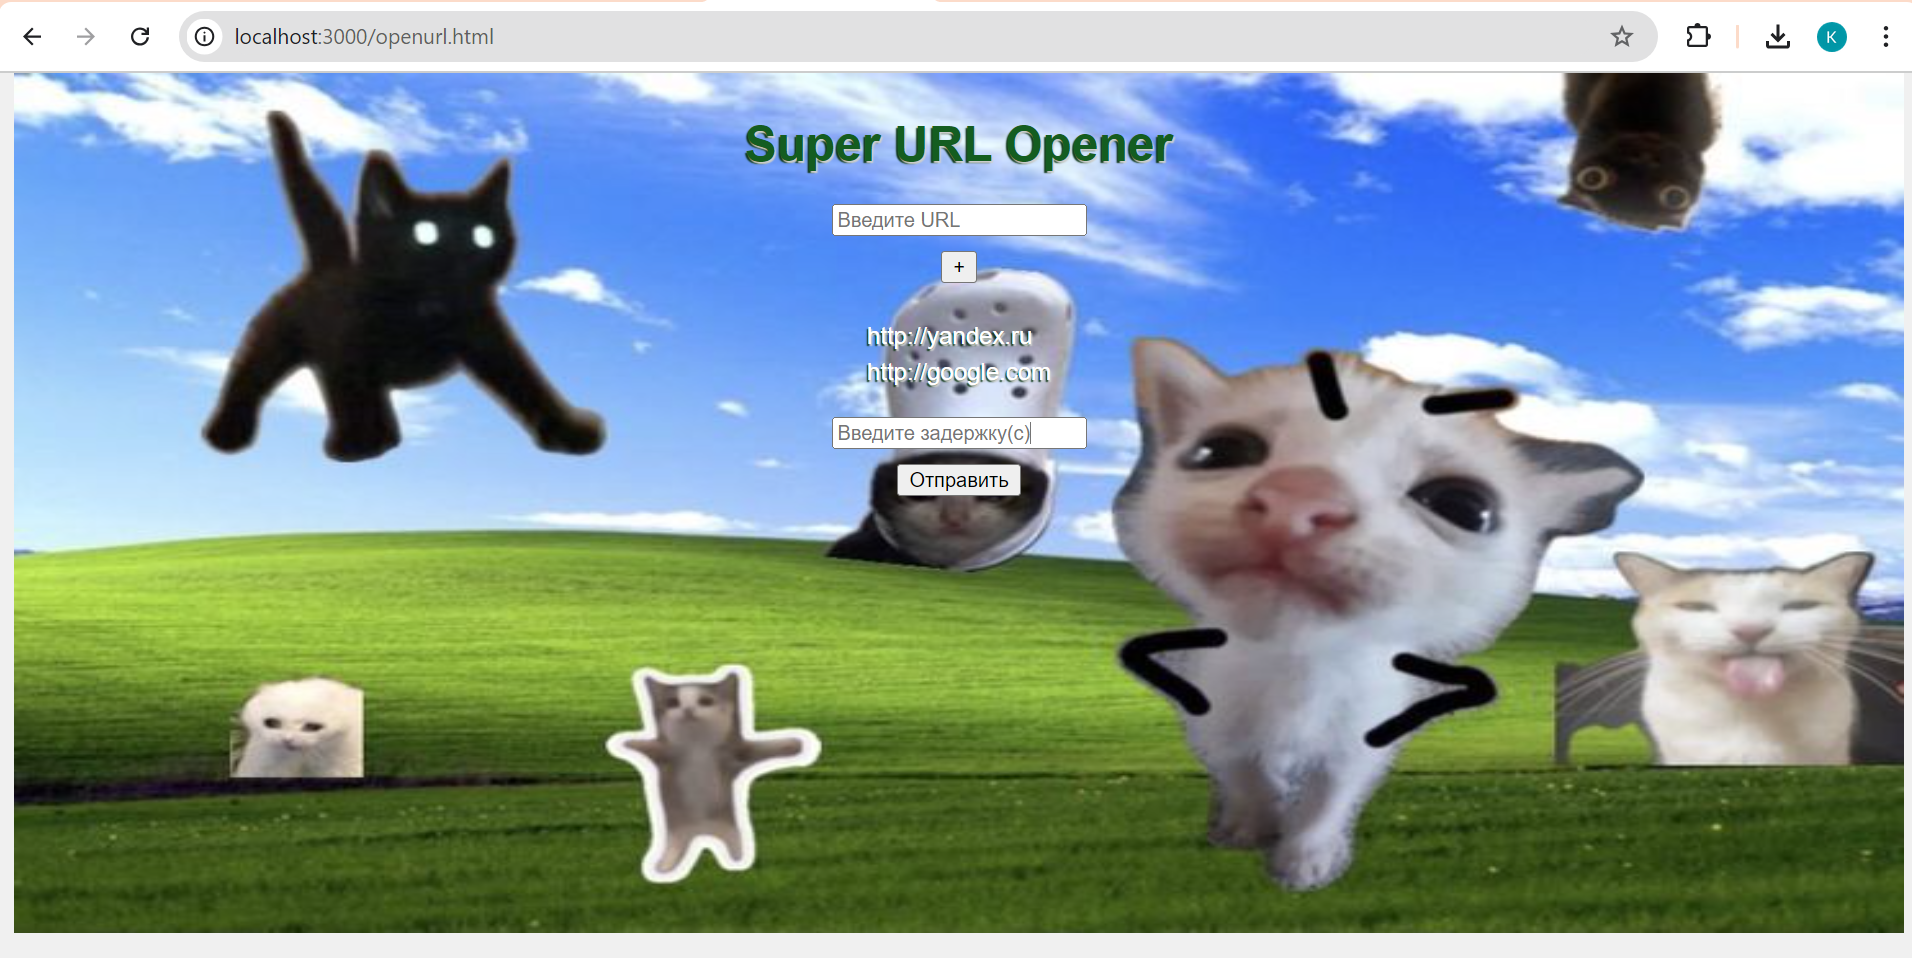 localhost:3000/openurl.html
K
Super URL Opener
Введите URL
+
http://yandex.ru
http://google.com
Введите задержку(с)
Отправить